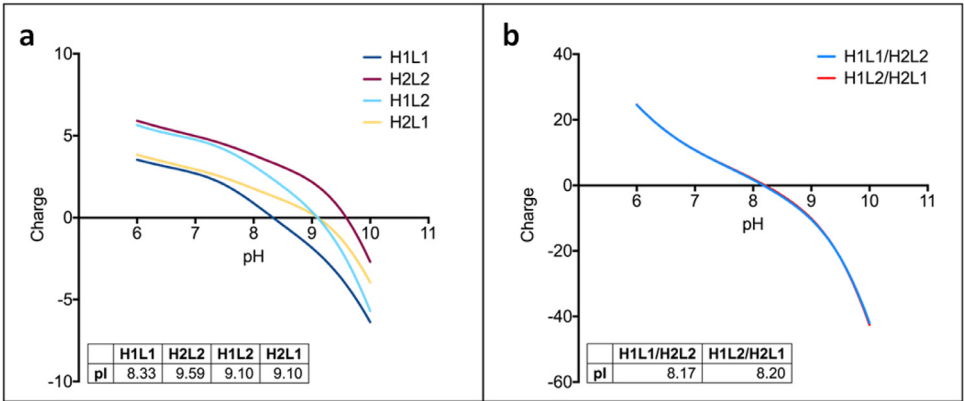 a
10
5
0
-5
-10
Charge
6 7 8 9 10 11
pH
H1L1
H2L2
H1L2
H2L1
H1L1 H2L2 H1L2 H2L1
pI 8.33 9.59 9.10 9.10
b
40
20
0
-20
-40
-60
Charge
6 7 8 9 10 11
pH
H1L1/H2L2
H1L2/H2L1
H1L1/H2L2 H1L2/H2L1
pI 8.17 8.20